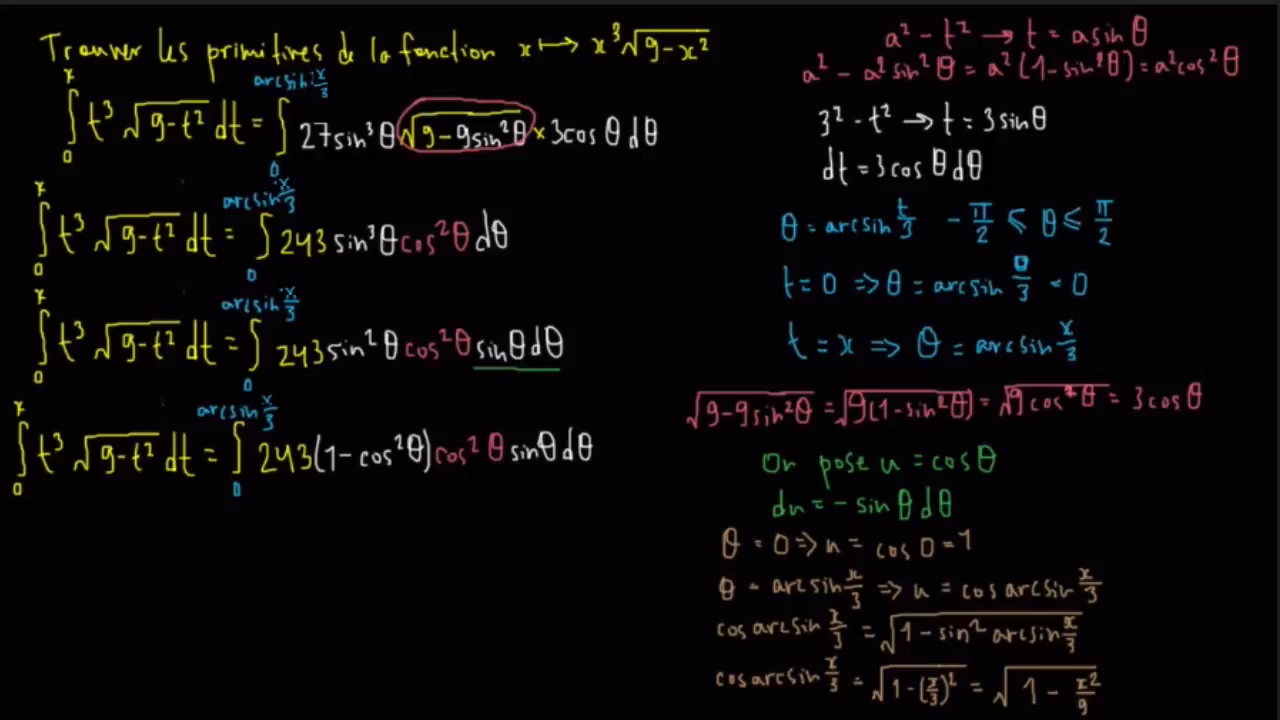 Trouver les primitives de la fonction x ↦ x³√(9-x²)
∫₀ˣ t³ √(9-t²) dt = ∫₀^(arcsin x/3) 27 sin³θ √(9-9sin²θ) × 3cos θ dθ
∫₀ˣ t³ √(9-t²) dt = ∫₀^(arcsin x/3) 243 sin³θ cos²θ dθ
∫₀ˣ t³ √(9-t²) dt = ∫₀^(arcsin x/3) 243 sin²θ cos²θ sinθ dθ
∫₀ˣ t³ √(9-t²) dt = ∫₀^(arcsin x/3) 243 (1-cos²θ) cos²θ sinθ dθ
a² - t² → t = a sin θ
a² - a² sin²θ = a² (1-sin²θ) = a² cos²θ
3² - t² → t = 3 sin θ
dt = 3 cos θ dθ
θ = arcsin t/3 -π/2 ≤ θ ≤ π/2
t = 0 ⇒ θ = arcsin 0/3 = 0
t = x ⇒ θ = arcsin x/3
√(9-9sin²θ) = √(9(1-sin²θ)) = √(9cos²θ) = 3cosθ
On pose u = cos θ
du = - sin θ dθ
θ = 0 ⇒ u = cos 0 = 1
θ = arcsin x/3 ⇒ u = cos arcsin x/3
cos arcsin x/3 = √(1 - sin² arcsin x/3)
cos arcsin x/3 = √(1-(x/3)²) = √(1 - x²/9)